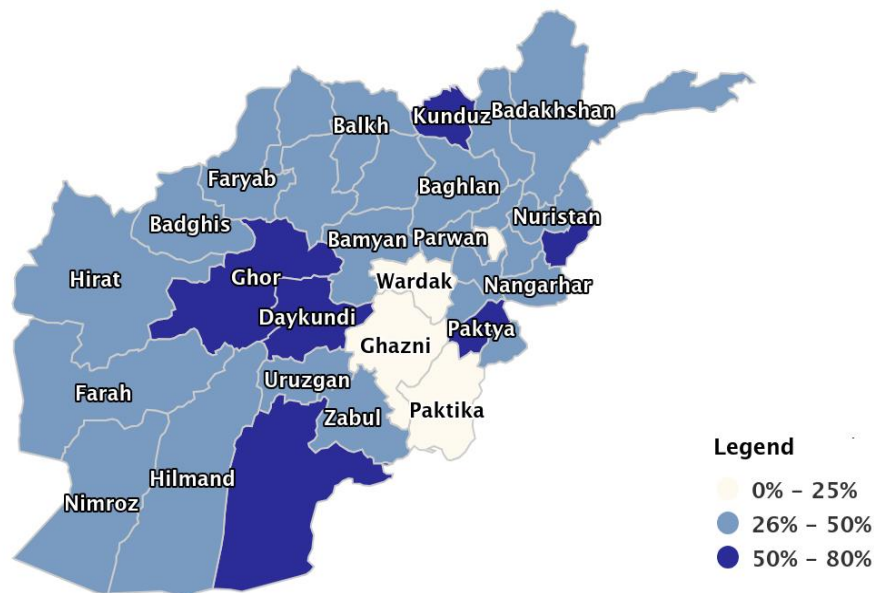 Kunduz
Badakhshan
Balkh
Faryab
Baghlan
Badghis
Nuristan
Bamyan
Parwan
Hirat
Ghor
Wardak
Nangarhar
Daykundi
Paktya
Ghazni
Uruzgan
Farah
Zabul
Paktika
Hilmand
Nimroz
Legend
0% – 25%
26% – 50%
50% – 80%